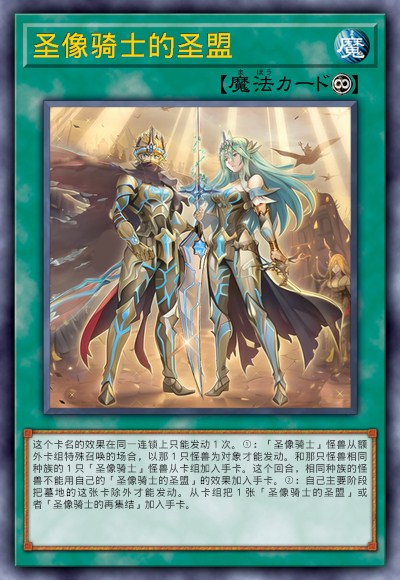 圣像骑士的圣盟
魔
【魔法カード】
まほう
这个卡名的效果在同一连锁上只能发动1次。①：「圣像骑士」怪兽从额
外卡组特殊召唤的场合，以那1只怪兽为对象才能发动。和那只怪兽相同
种族的1只「圣像骑士」怪兽从卡组加入手卡。这个回合，相同种族的怪
兽不能用自己的「圣像骑士的圣盟」的效果加入手卡。②：自己主要阶段
把墓地的这张卡除外才能发动。从卡组把1张「圣像骑士的圣盟」或
者「圣像骑士的再集结」加入手卡。